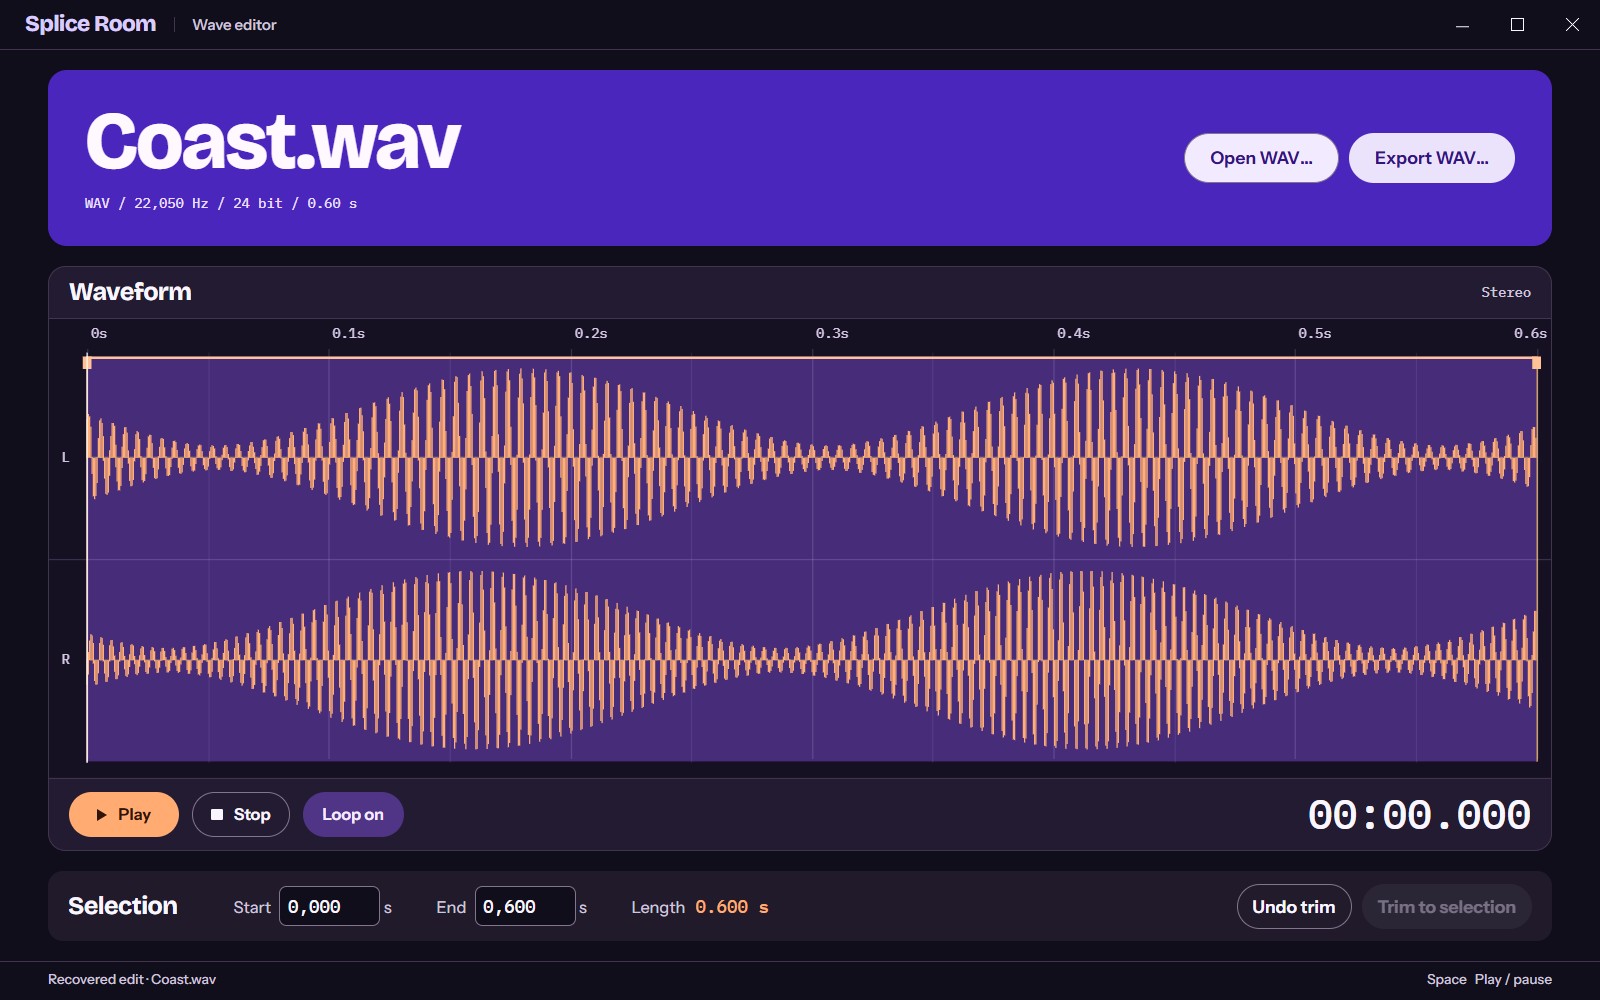 Splice Room Wave editor
Coast.wav
Open WAV... Export WAV...
WAV / 22,050 Hz / 24 bit / 0.60 s
Waveform Stereo
0s 0.1s 0.2s 0.3s 0.4s 0.5s 0.6s
L
R
Play Stop Loop on 00:00.000
Selection Start 0,000 s End 0,600 s Length 0.600 s Undo trim Trim to selection
Recovered edit · Coast.wav Space Play / pause